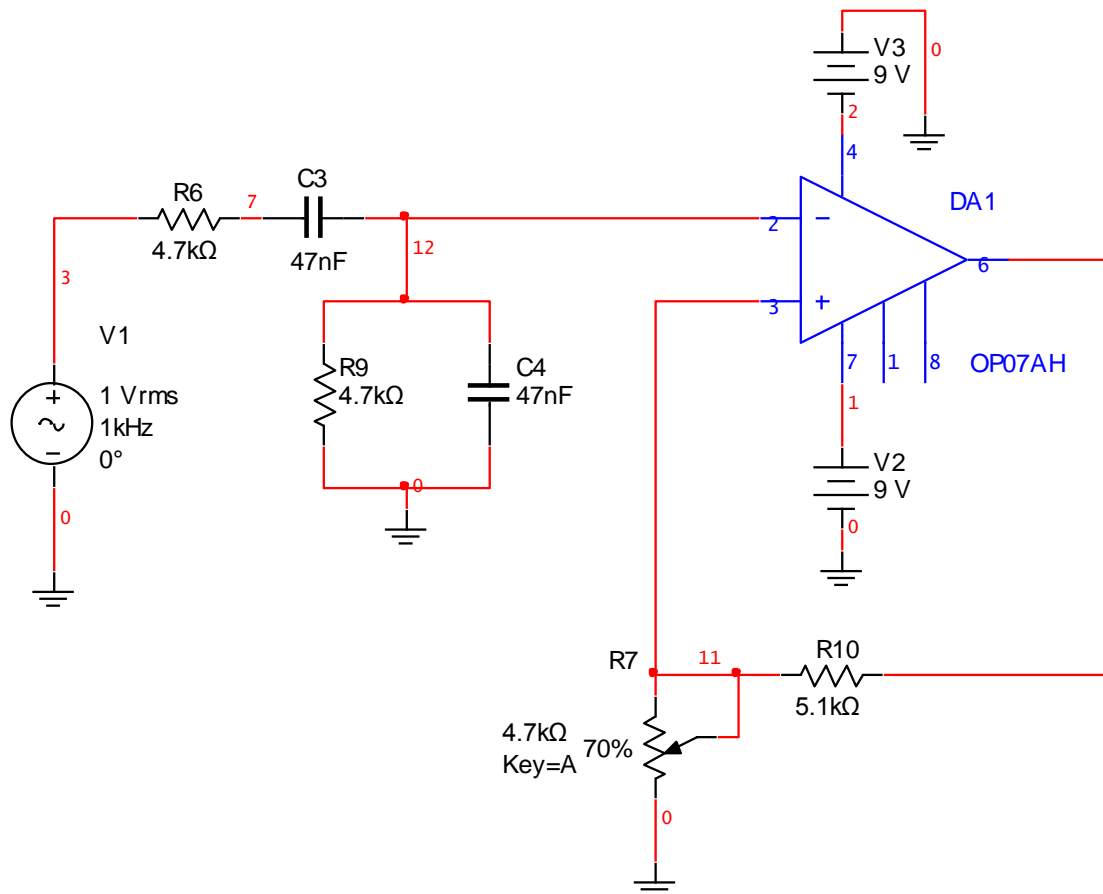 V3
9 V
0
2
4
DA1
2
−
3
+
6
7
1
8
OP07AH
1
V2
9 V
0
R6
4.7kΩ
7
C3
47nF
12
3
V1
1 Vrms
1kHz
0°
+
−
0
R9
4.7kΩ
C4
47nF
0
R7
11
R10
5.1kΩ
4.7kΩ
70%
Key=A
0